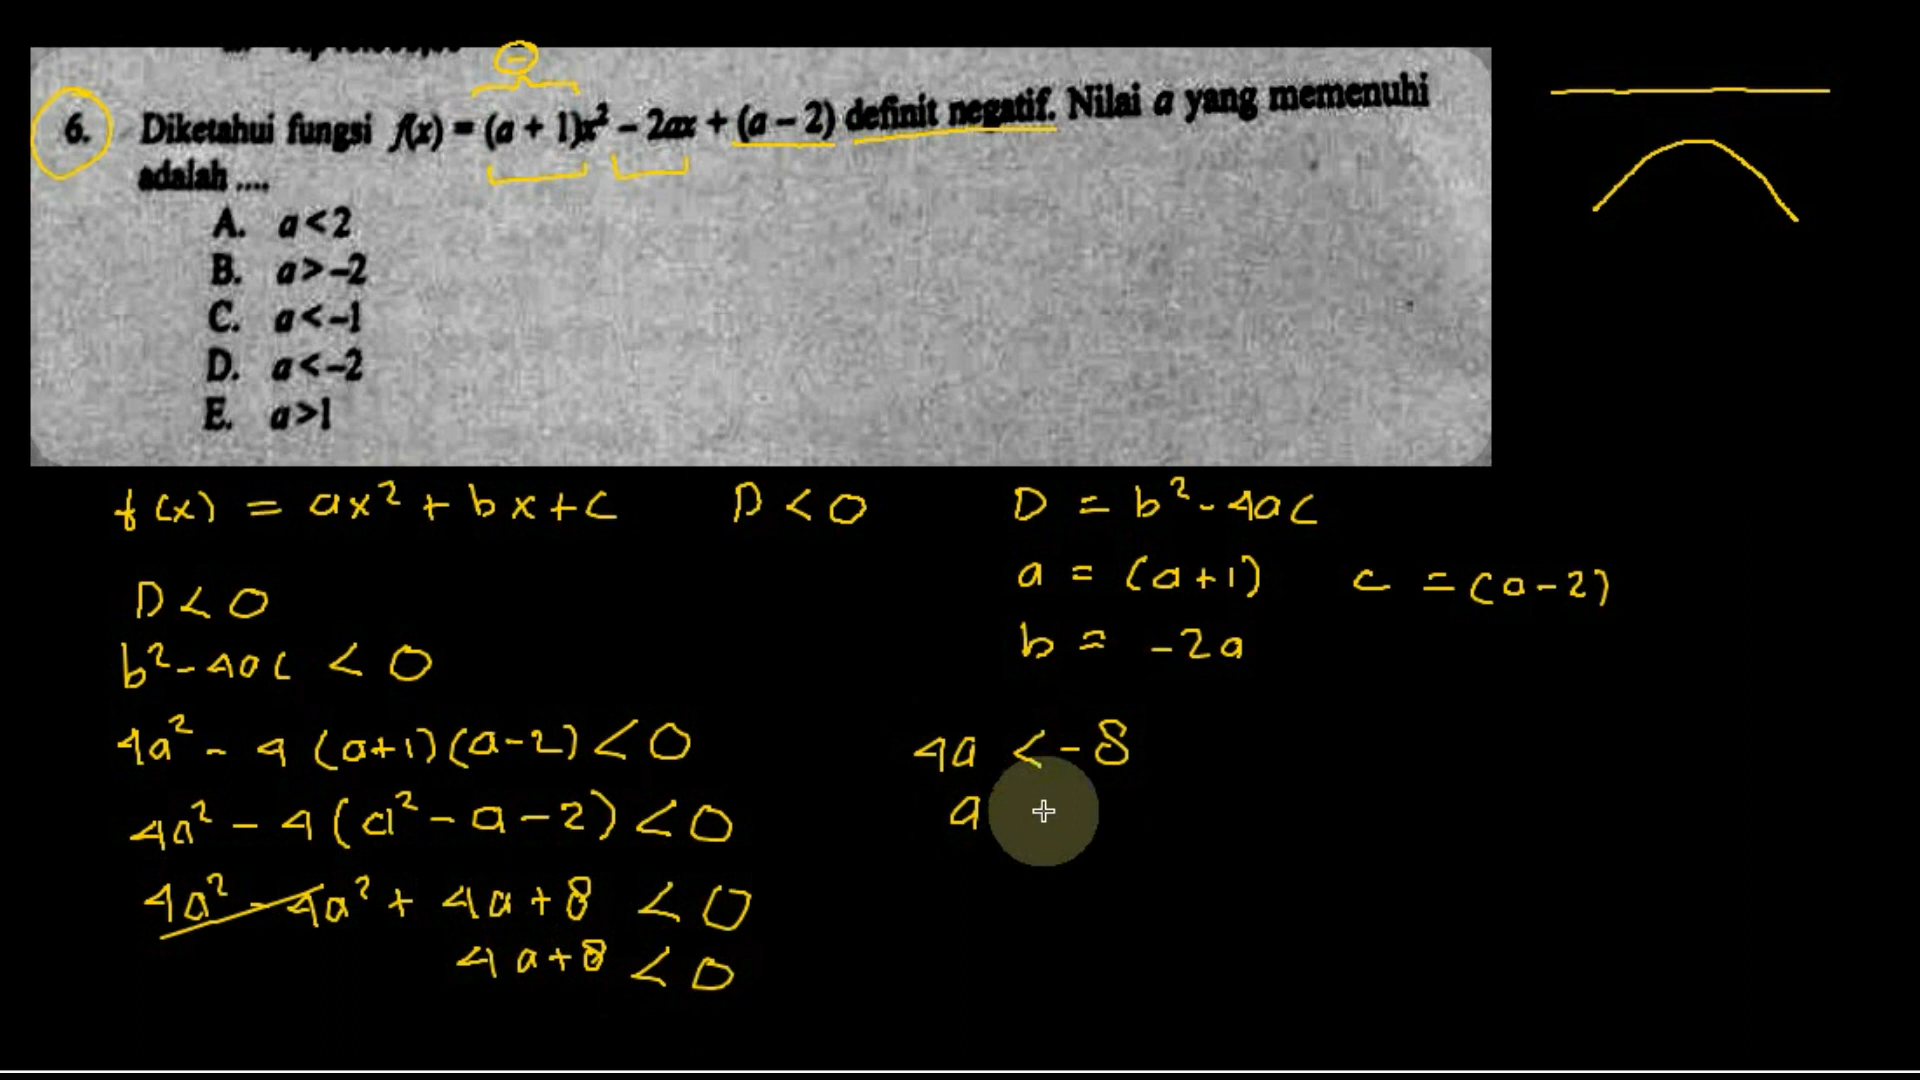 6. Diketahui fungsi f(x) = (a + 1)x² – 2ax + (a – 2) definit negatif. Nilai a yang memenuhi
adalah ....
A. a < 2
B. a > –2
C. a < –1
D. a < –2
E. a > 1
f(x) = ax² + bx + c D < 0 D = b² - 4ac
a = (a+1) c = (a-2)
D < 0
b = -2a
b² - 4ac < 0
4a² - 4(a+1)(a-2) < 0 4a < -8
4a² - 4(a² - a - 2) < 0 a
4a² - 4a² + 4a + 8 < 0
4a + 8 < 0